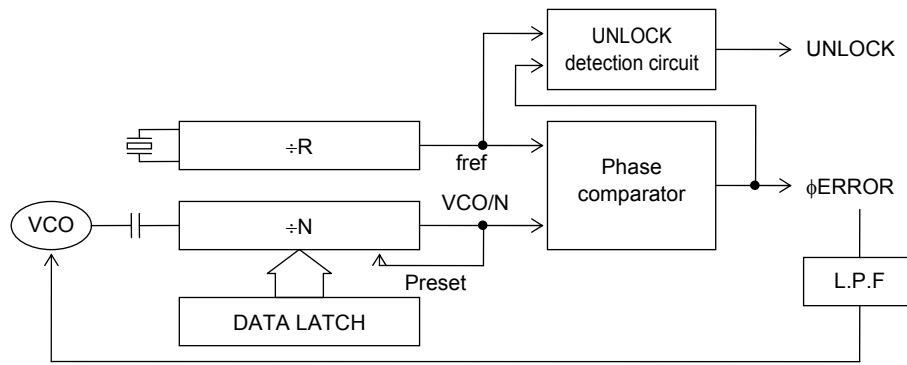 UNLOCK
detection circuit
UNLOCK
÷R
fref
Phase
comparator
VCO/N
ϕERROR
VCO
÷N
Preset
L.P.F
DATA LATCH